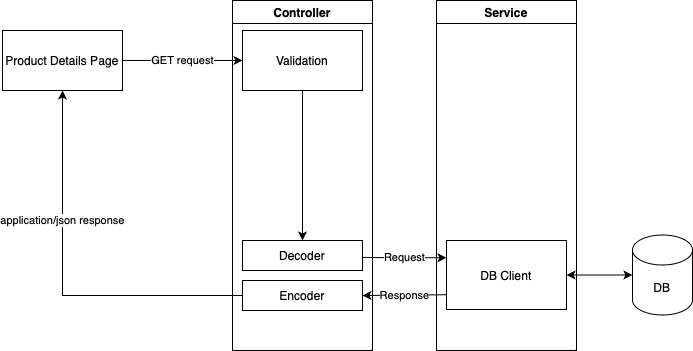 Controller
Service
Product Details Page
GET request
Validation
application/json response
Decoder
Request
DB Client
DB
Encoder
Response